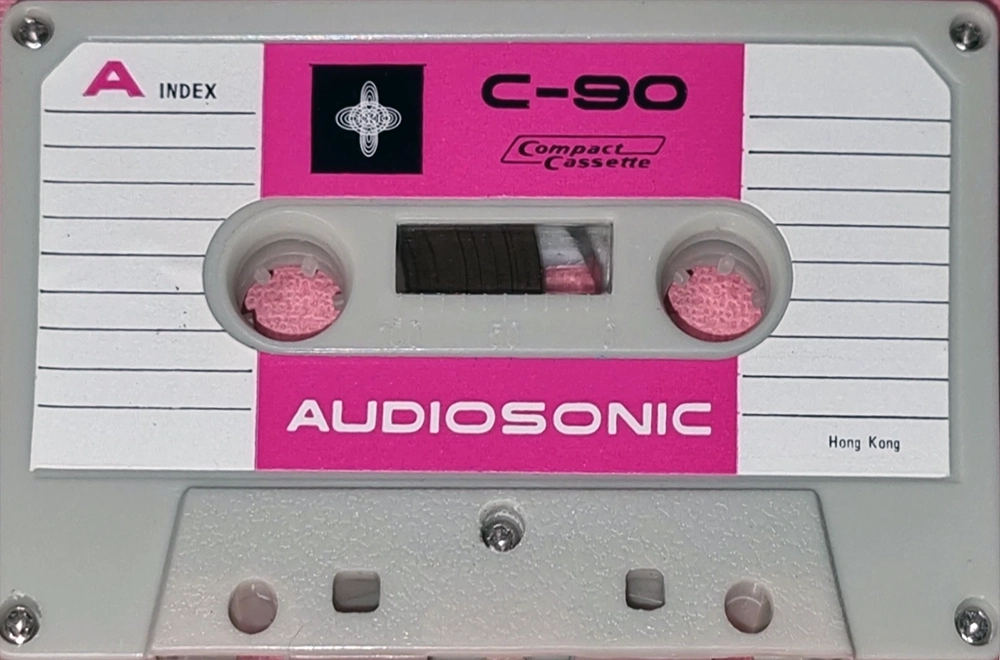 A INDEX
C-90
Compact
Cassette
AUDIOSONIC
Hong Kong